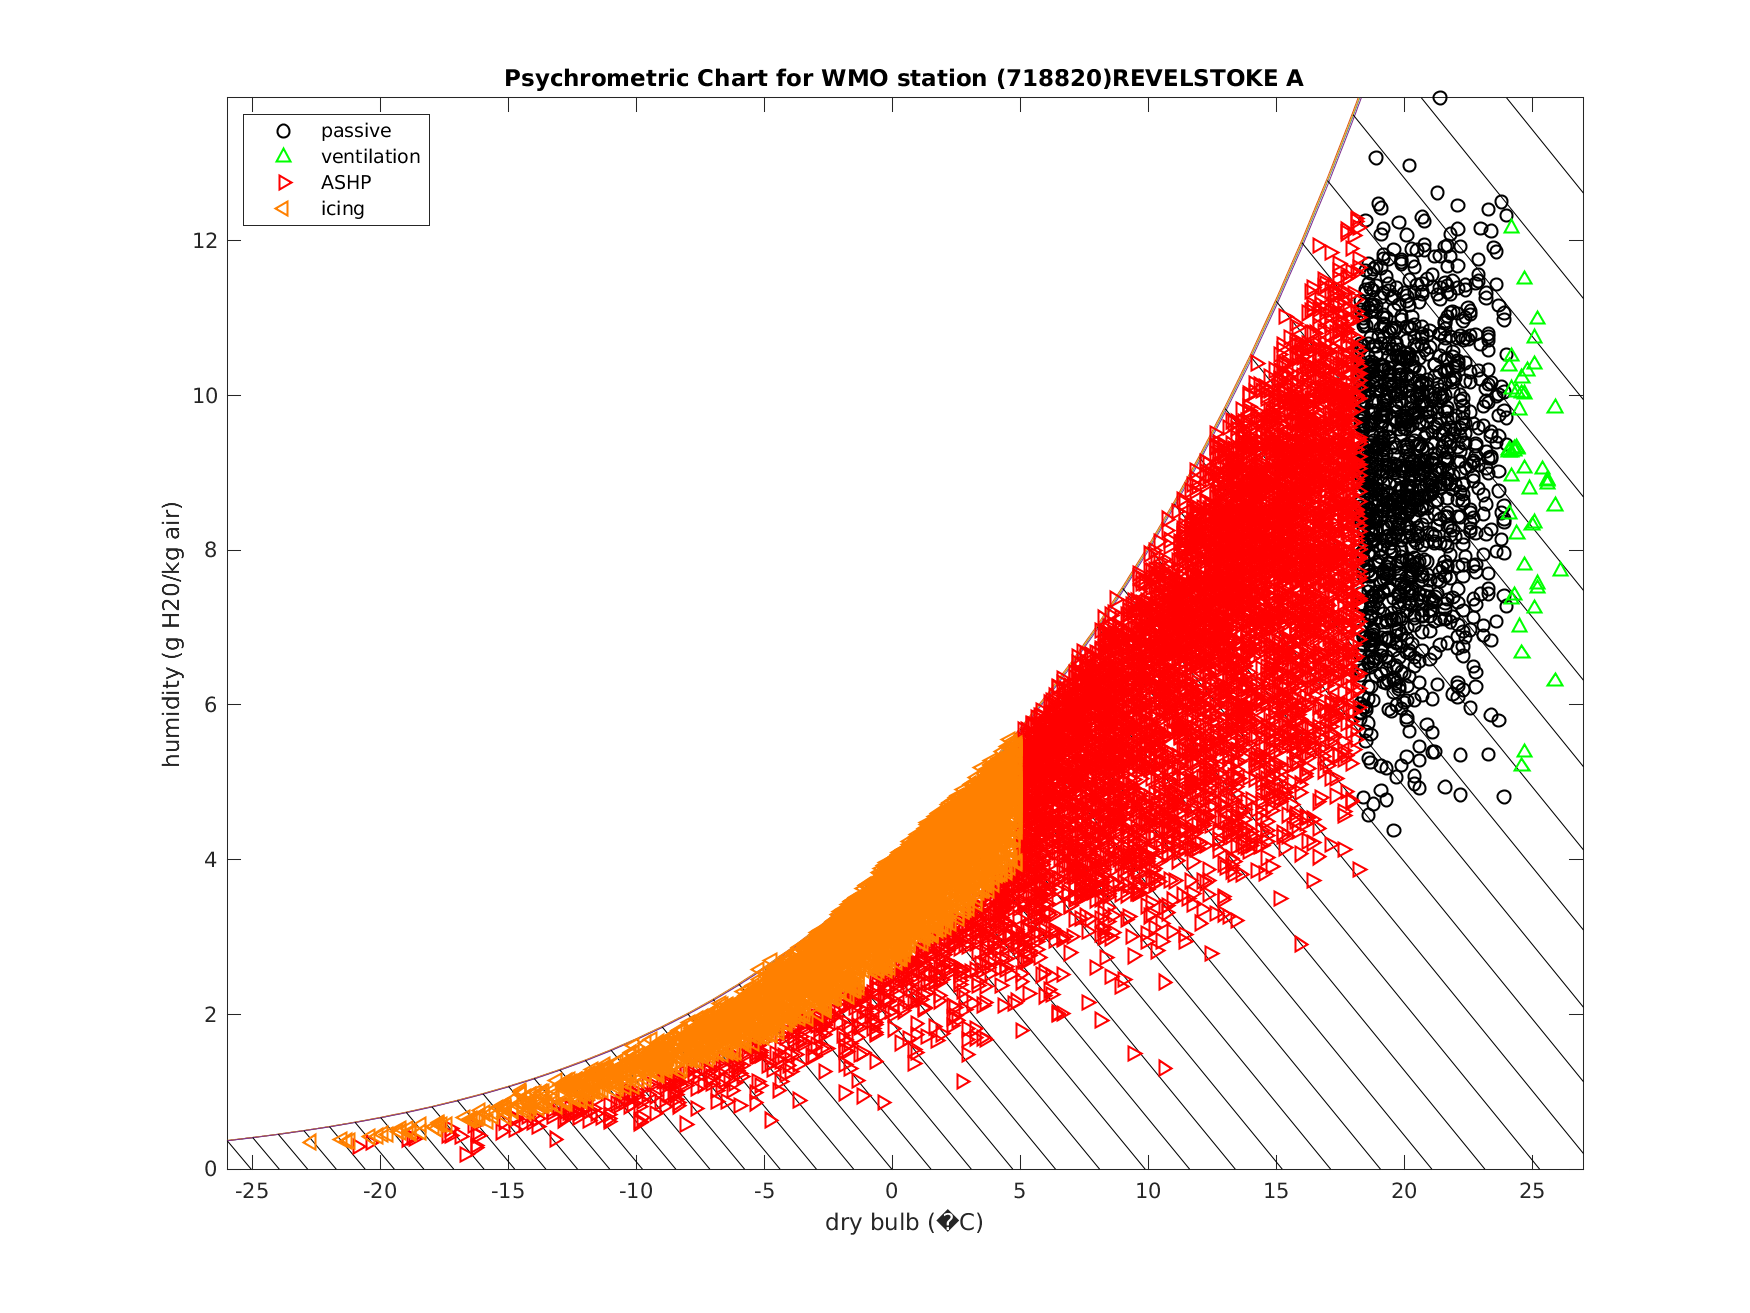 Psychrometric Chart for WMO station (718820)REVELSTOKE A
passive
ventilation
ASHP
icing
humidity (g H20/kg air)
12
10
8
6
4
2
0
-25 -20 -15 -10 -5 0 5 10 15 20 25
dry bulb (�C)